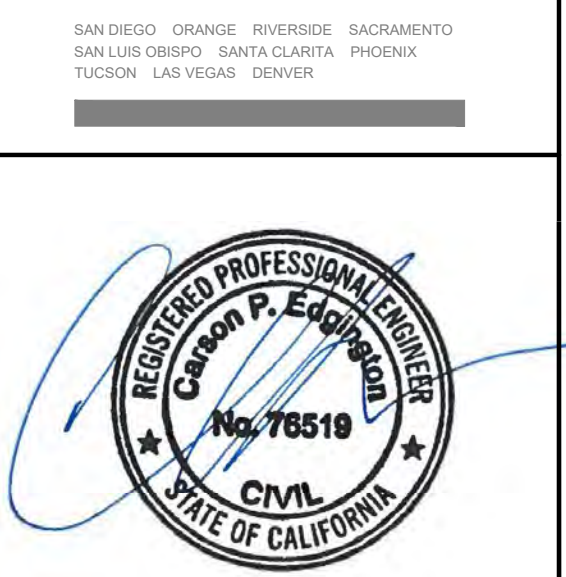 SAN DIEGO ORANGE RIVERSIDE SACRAMENTO
SAN LUIS OBISPO SANTA CLARITA PHOENIX
TUCSON LAS VEGAS DENVER
REGISTERED PROFESSIONAL ENGINEER
Carson P. Edgington
No. 76519
CIVIL
STATE OF CALIFORNIA